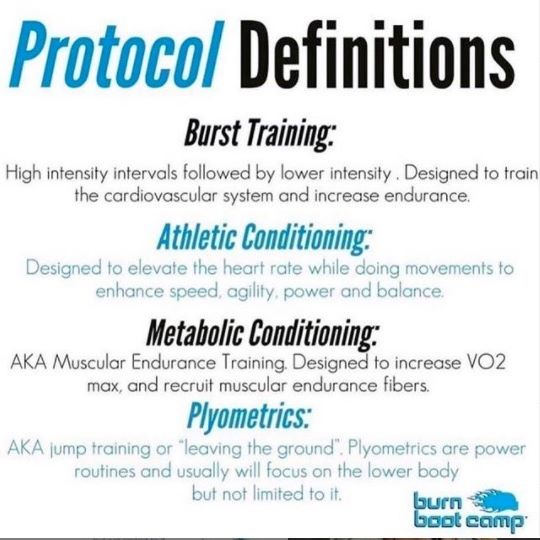 Protocol Definitions
Burst Training:
High intensity intervals followed by lower intensity . Designed to train
the cardiovascular system and increase endurance.
Athletic Conditioning:
Designed to elevate the heart rate while doing movements to
enhance speed, agility, power and balance.
Metabolic Conditioning:
AKA Muscular Endurance Training. Designed to increase VO2
max, and recruit muscular endurance fibers.
Plyometrics:
AKA jump training or "leaving the ground". Plyometrics are power
routines and usually will focus on the lower body
but not limited to it.
burn
boot camp